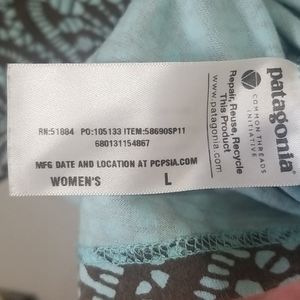 patagonia
COMMON THREADS
INITIATIVE
Repair, Reuse, Recycle
This Product
www.patagonia.com
RN:51884 PO:105133 ITEM:58690SP11
680131154867
MFG DATE AND LOCATION AT PCPSIA.COM
WOMEN'S L